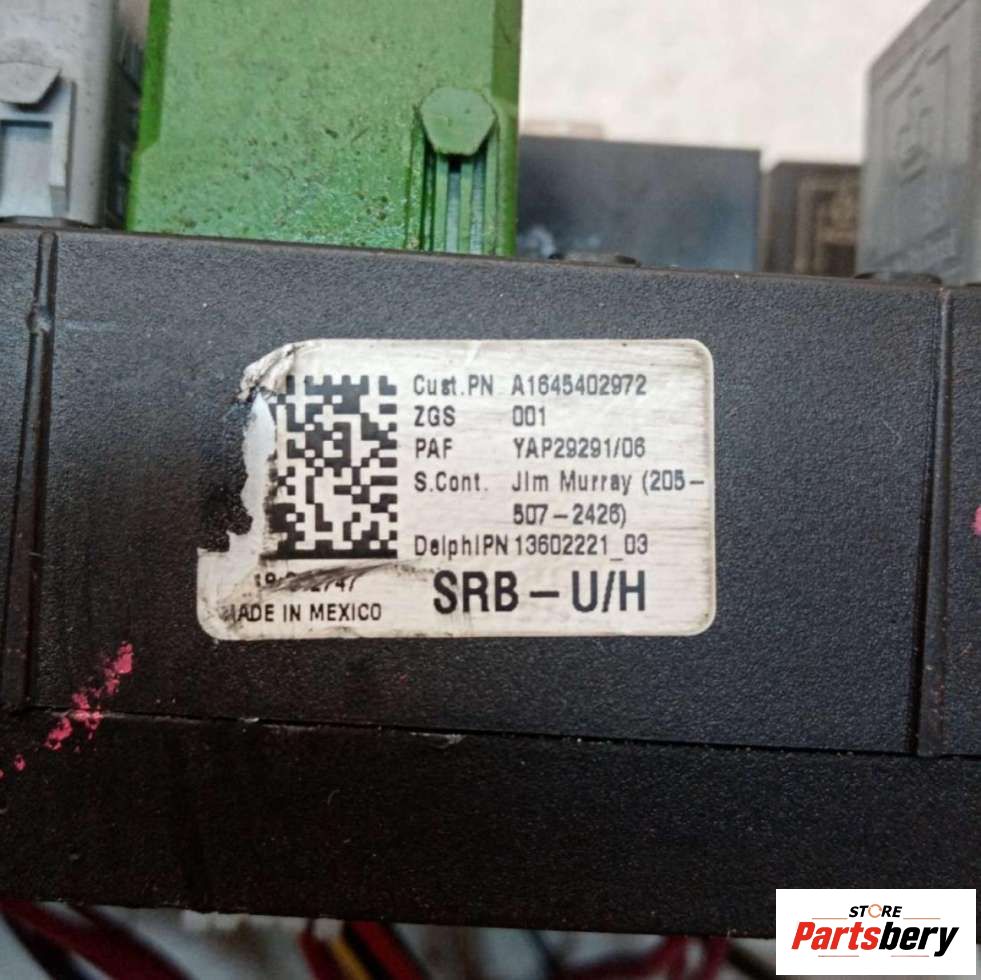 Cust.PN A1645402972
ZGS 001
PAF YAP29291/06
S.Cont. Jim Murray (205-
507-2426)
DelphiPN 13602221_03
MADE IN MEXICO
SRB-U/H
STORE
Partsbery